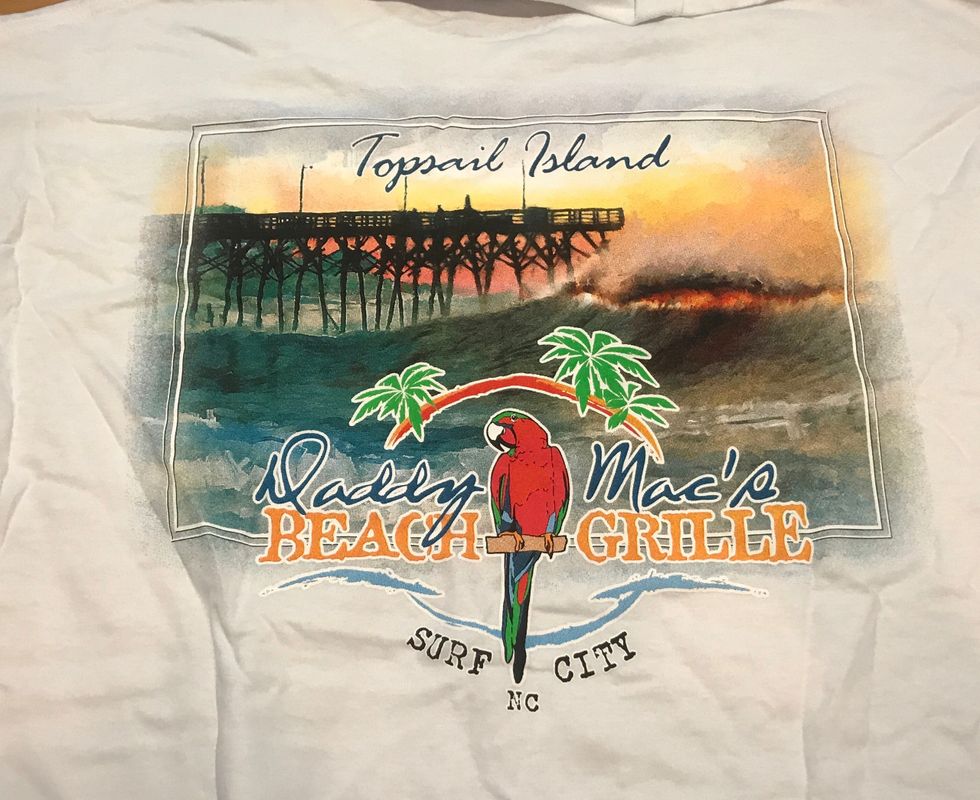 Topsail Island
Daddy Mac's
BEACH GRILLE
SURF CITY
NC